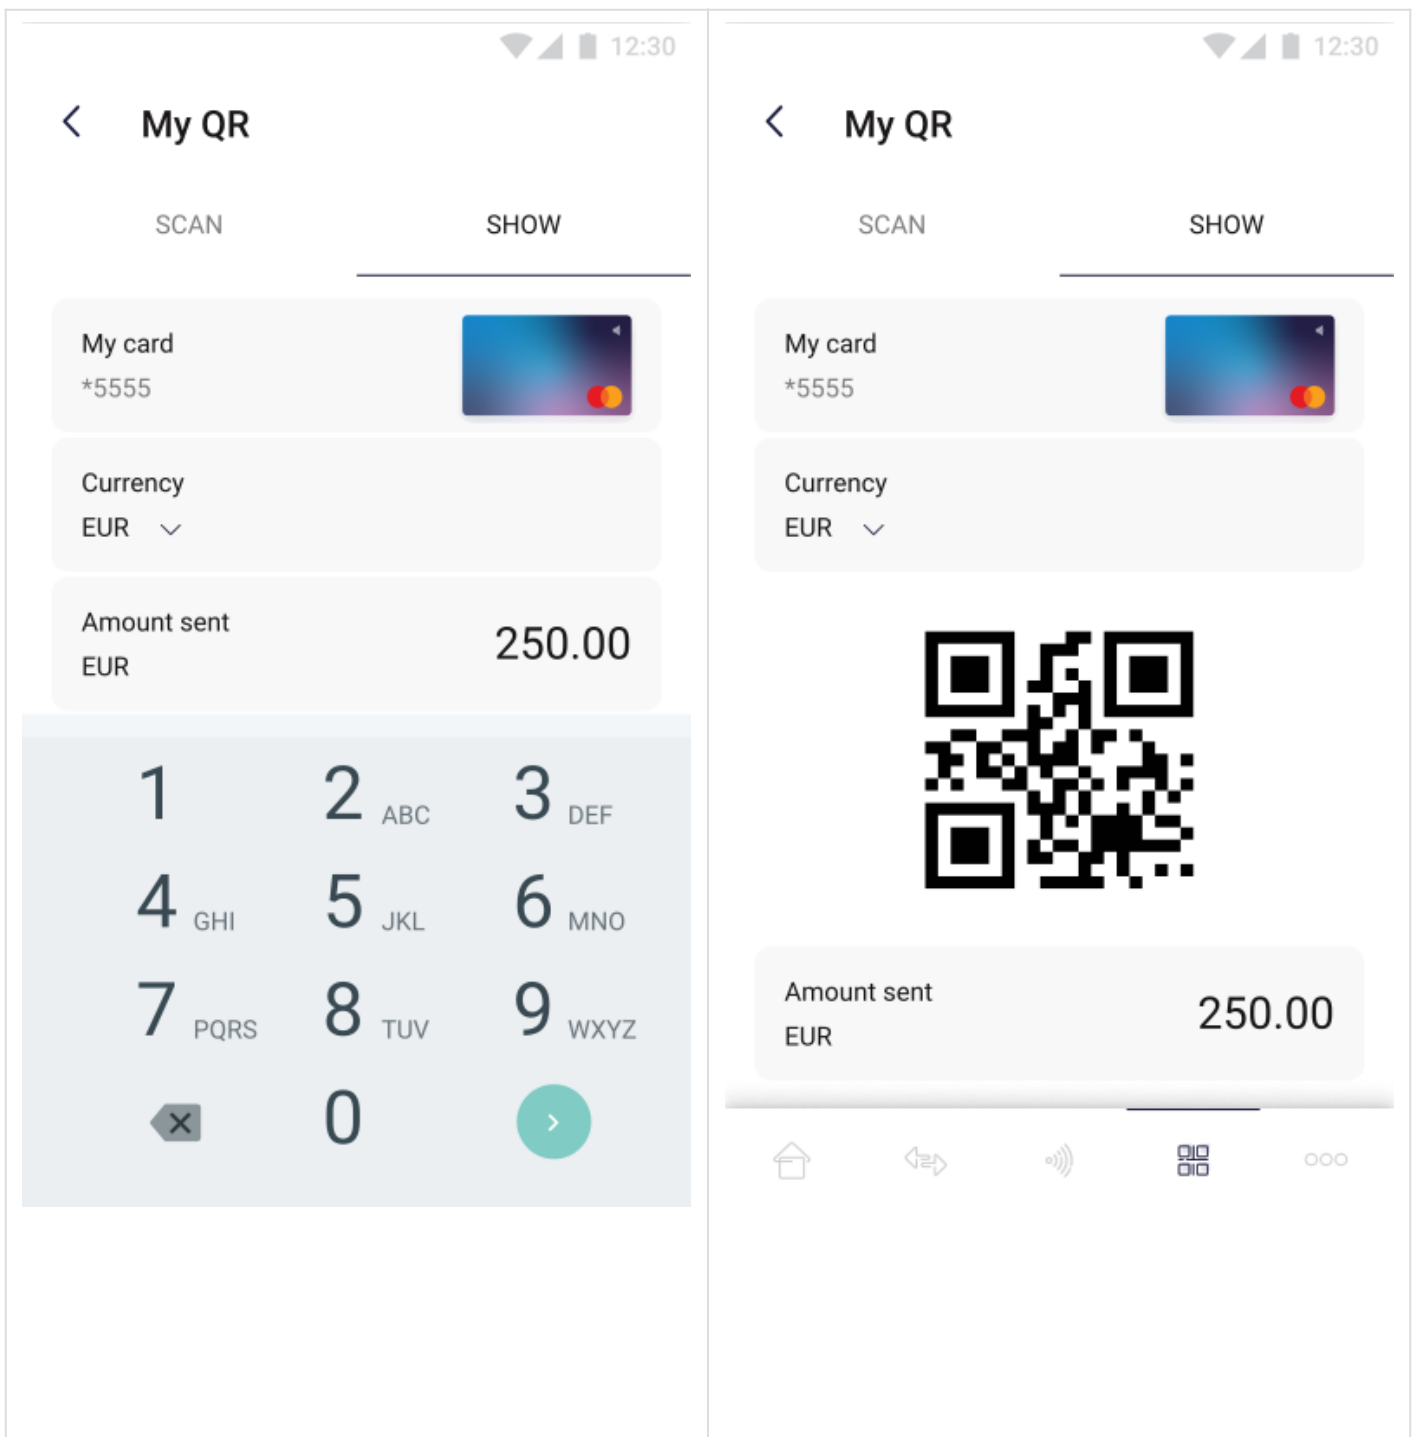 12:30
My QR
SCAN SHOW
My card
*5555
Currency
EUR
Amount sent
EUR
250.00
1 2 ABC 3 DEF
4 GHI 5 JKL 6 MNO
7 PQRS 8 TUV 9 WXYZ
0
12:30
My QR
SCAN SHOW
My card
*5555
Currency
EUR
Amount sent
EUR
250.00